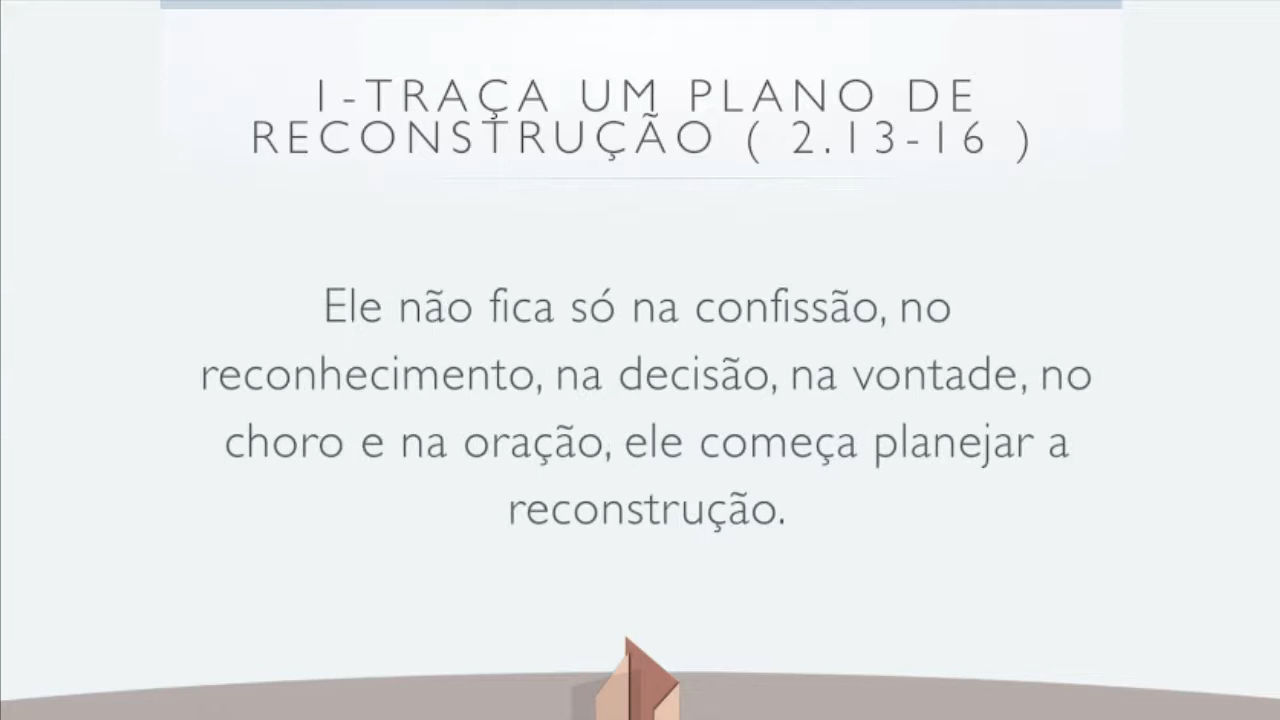 1-TRAÇA UM PLANO DE
RECONSTRUÇÃO ( 2.13-16 )
Ele não fica só na confissão, no
reconhecimento, na decisão, na vontade, no
choro e na oração, ele começa planejar a
reconstrução.